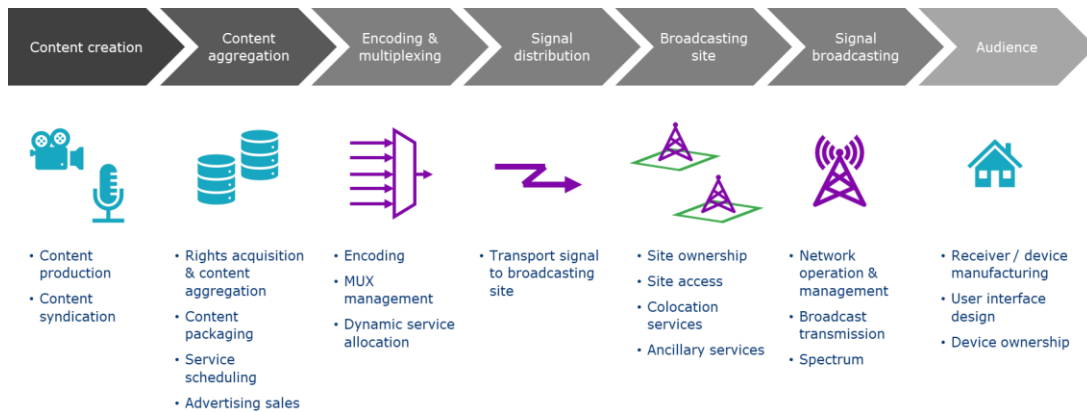 Content creation
Content
aggregation
Encoding &
multiplexing
Signal
distribution
Broadcasting
site
Signal
broadcasting
Audience
• Content
production
• Content
syndication
• Rights acquisition
& content
aggregation
• Content
packaging
• Service
scheduling
• Advertising sales
• Encoding
• MUX
management
• Dynamic service
allocation
• Transport signal
to broadcasting
site
• Site ownership
• Site access
• Colocation
services
• Ancillary services
• Network
operation &
management
• Broadcast
transmission
• Spectrum
• Receiver / device
manufacturing
• User interface
design
• Device ownership